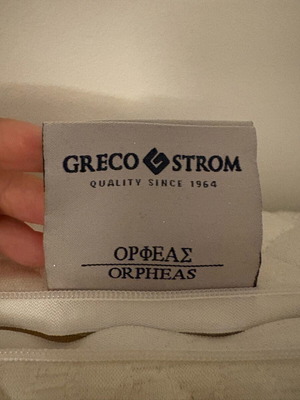 GRECO STROM
QUALITY SINCE 1964
ΟΡΦΕΑΣ
ORPHEAS